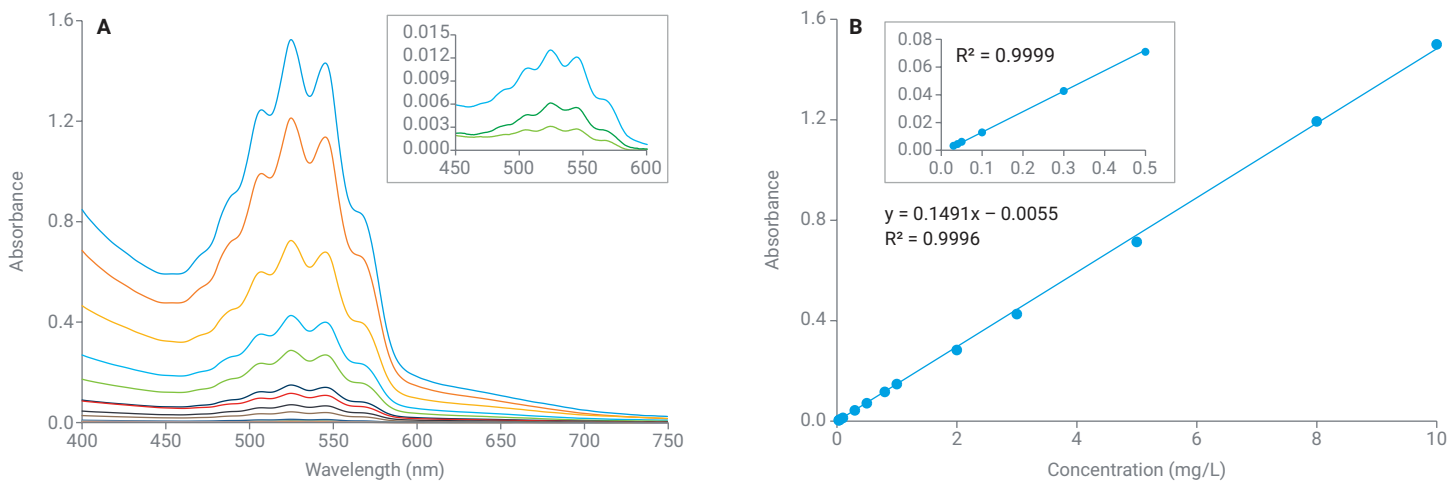 A
Absorbance
1.6
1.2
0.8
0.4
0.0
400 450 500 550 600 650 700 750
Wavelength (nm)
0.015
0.012
0.009
0.006
0.003
0.000
450 500 550 600
B
Absorbance
1.6
1.2
0.8
0.4
0.0
0 2 4 6 8 10
Concentration (mg/L)
0.08
0.06
0.04
0.02
0.00
0.0 0.1 0.2 0.3 0.4 0.5
R² = 0.9999
y = 0.1491x – 0.0055
R² = 0.9996